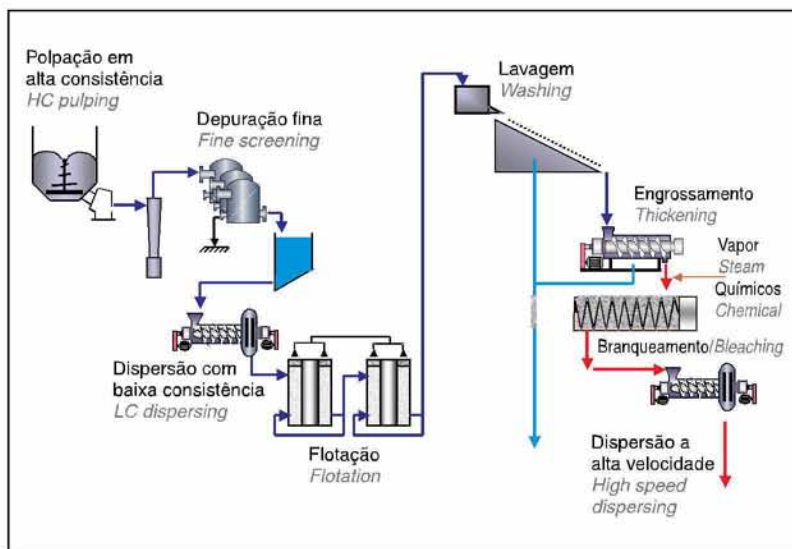 Polpação em
alta consistência
HC pulping
Depuração fina
Fine screening
Dispersão com
baixa consistência
LC dispersing
Flotação
Flotation
Lavagem
Washing
Engrossamento
Thickening
Vapor
Steam
Químicos
Chemical
Branqueamento/Bleaching
Dispersão a
alta velocidade
High speed
dispersing